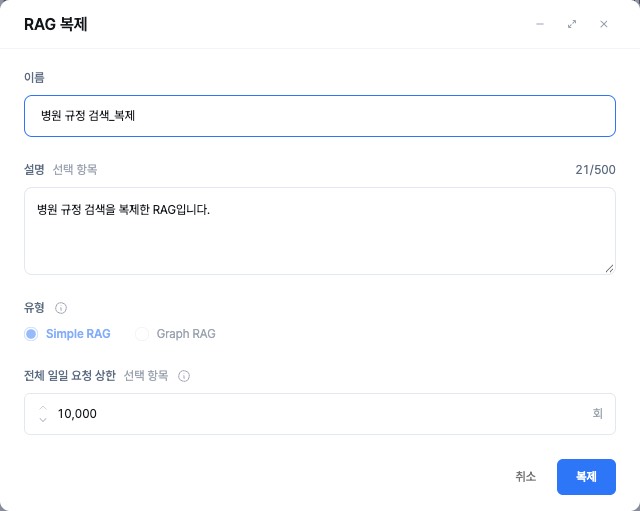 RAG 복제
이름
병원 규정 검색_복제
설명 선택 항목 21/500
병원 규정 검색을 복제한 RAG입니다.
유형
Simple RAG Graph RAG
전체 일일 요청 상한 선택 항목
10,000 회
취소 복제